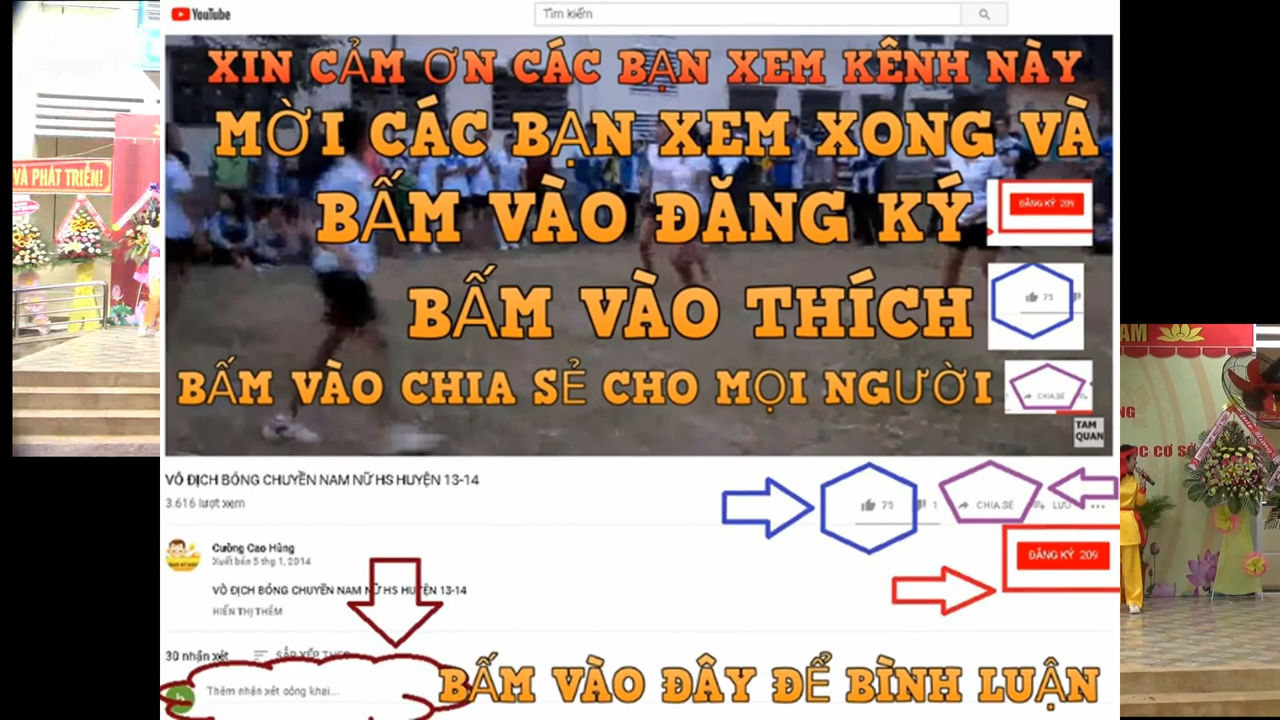 YouTube
Tìm kiếm
XIN CẢM ƠN CÁC BẠN XEM KÊNH NÀY
MỜI CÁC BẠN XEM XONG VÀ
BẤM VÀO ĐĂNG KÝ
ĐĂNG KÝ 209
BẤM VÀO THÍCH
75
BẤM VÀO CHIA SẺ CHO MỌI NGƯỜI
CHIA SẺ
TAM
QUAN
VÀ PHÁT TRIỂN!
NAM
NG
ỌC CƠ SỞ
VÔ ĐỊCH BÓNG CHUYỀN NAM NỮ HS HUYỆN 13-14
3.616 lượt xem
75
1
CHIA SẺ
LƯU
Cường Cao Hùng
Xuất bản 5 thg 1, 2014
ĐĂNG KÝ 209
VÔ ĐỊCH BÓNG CHUYỀN NAM NỮ HS HUYỆN 13-14
HIỂN THỊ THÊM
30 nhận xét
SẮP XẾP THEO
Thêm nhận xét công khai...
BẤM VÀO ĐÂY ĐỂ BÌNH LUẬN